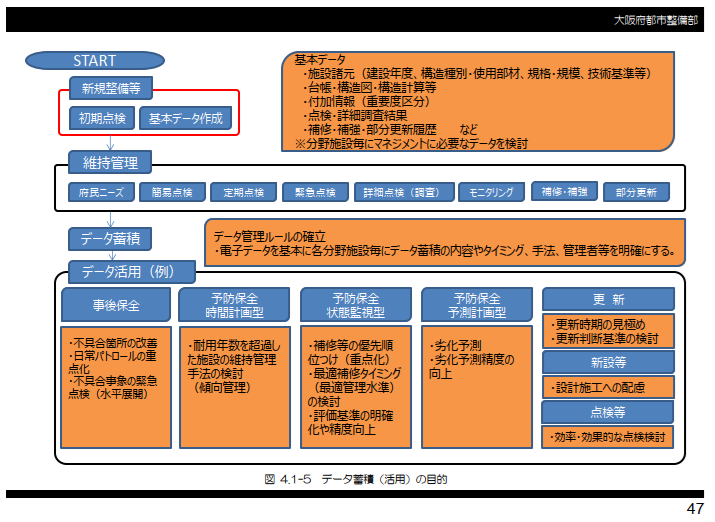 大阪府都市整備部
START
新規整備等
初期点検
基本データ作成
基本データ
・施設諸元（建設年度、構造種別・使用部材、規格・規模、技術基準等）
・台帳・構造図・構造計算等
・付加情報（重要度区分）
・点検・詳細調査結果
・補修・補強・部分更新履歴　　など
※分野施設毎にマネジメントに必要なデータを検討
維持管理
府民ニーズ
簡易点検
定期点検
緊急点検
詳細点検（調査）
モニタリング
補修・補強
部分更新
データ蓄積
データ管理ルールの確立
・電子データを基本に各分野施設毎にデータ蓄積の内容やタイミング、手法、管理者等を明確にする。
データ活用（例）
事後保全
・不具合箇所の改善
・日常パトロールの重
点化
・不具合事象の緊急
点検（水平展開）
予防保全
時間計画型
・耐用年数を超過し
た施設の維持管理
手法の検討
（傾向管理）
予防保全
状態監視型
・補修等の優先順
位づけ（重点化）
・最適補修タイミング
（最適管理水準）
の検討
・評価基準の明確
化や精度向上
予防保全
予測計画型
・劣化予測
・劣化予測精度の
向上
更　新
・更新時期の見極め
・更新判断基準の検討
新設等
・設計施工への配慮
点検等
・効率・効果的な点検検討
図 4.1-5　データ蓄積（活用）の目的
47